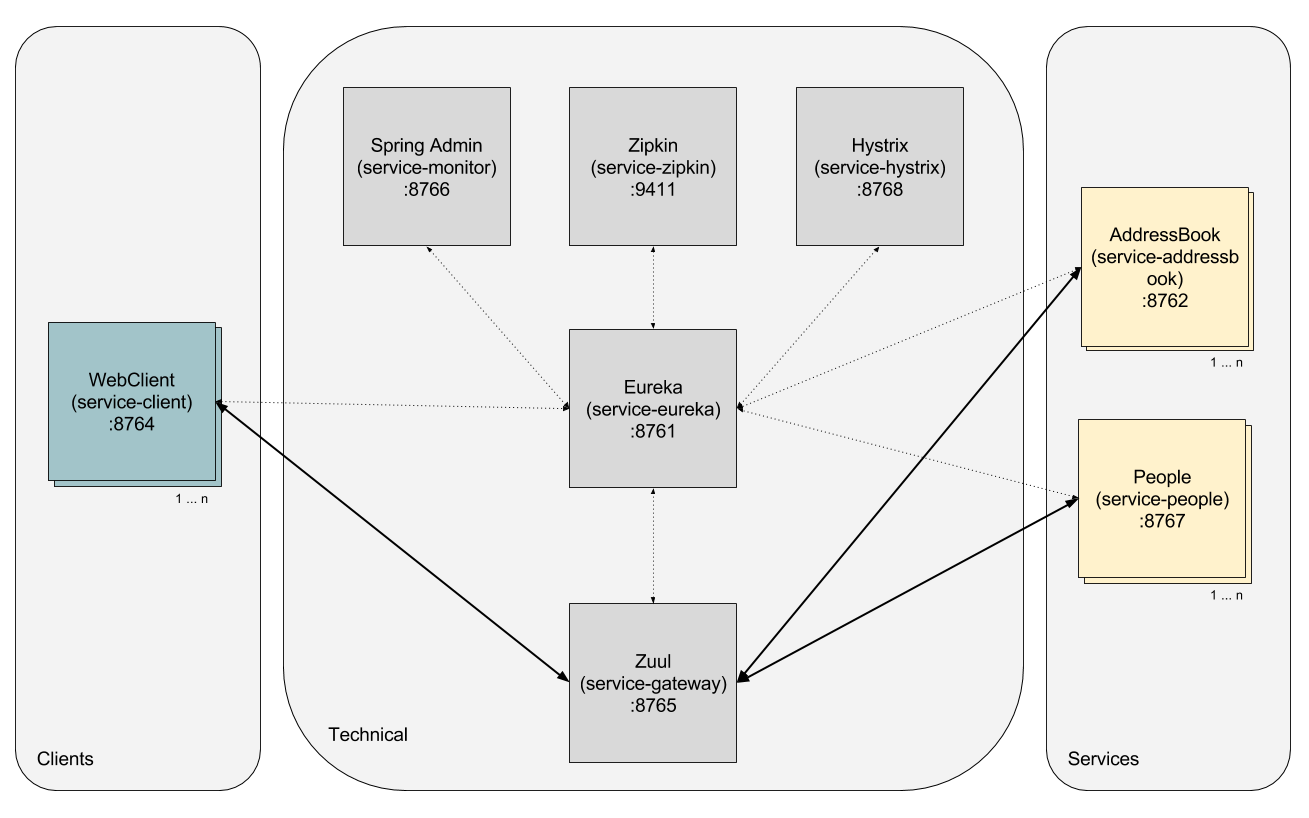 Spring Admin
(service-monitor)
:8766
Zipkin
(service-zipkin)
:9411
Hystrix
(service-hystrix)
:8768
AddressBook
(service-addressb
ook)
:8762
1 ... n
WebClient
(service-client)
:8764
1 ... n
Eureka
(service-eureka)
:8761
People
(service-people)
:8767
1 ... n
Zuul
(service-gateway)
:8765
Technical
Clients
Services